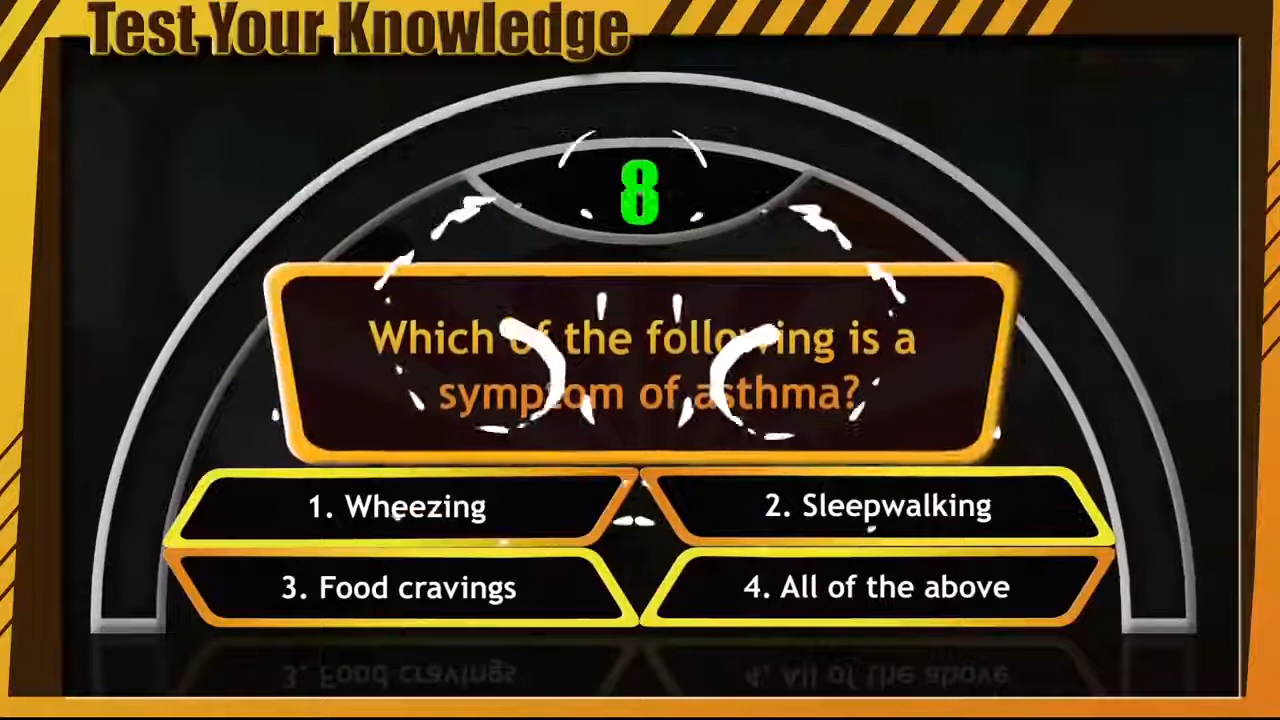 Test Your Knowledge
8
Which of the following is a
symptom of asthma?
1. Wheezing
2. Sleepwalking
3. Food cravings
4. All of the above